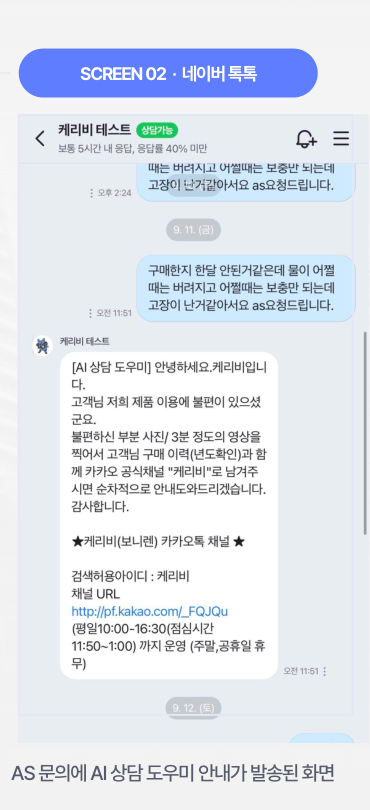 SCREEN 02 · 네이버 톡톡
케리비 테스트 상담가능
보통 5시간 내 응답, 응답률 40% 미만
때는 버려지고 어쩔때는 보충만 되는데
고장이 난거같아서요 as요청드립니다.
오후 2:24
9. 11. (금)
구매한지 한달 안된거같은데 물이 어쩔
때는 버려지고 어쩔때는 보충만 되는데
고장이 난거같아서요 as요청드립니다.
오전 11:51
케리비 테스트
[AI 상담 도우미] 안녕하세요.케리비입니
다.
고객님 저희 제품 이용에 불편이 있으셨
군요.
불편하신 부분 사진/ 3분 정도의 영상을
찍어서 고객님 구매 이력(년도확인)과 함
께 카카오 공식채널 "케리비"로 남겨주
시면 순차적으로 안내도와드리겠습니다.
감사합니다.
★케리비(보니렌) 카카오톡 채널 ★
검색허용아이디 : 케리비
채널 URL
http://pf.kakao.com/_FQJQu
(평일10:00-16:30(점심시간
11:50~1:00) 까지 운영 (주말,공휴일 휴
무)
오전 11:51
9. 12. (토)
AS 문의에 AI 상담 도우미 안내가 발송된 화면